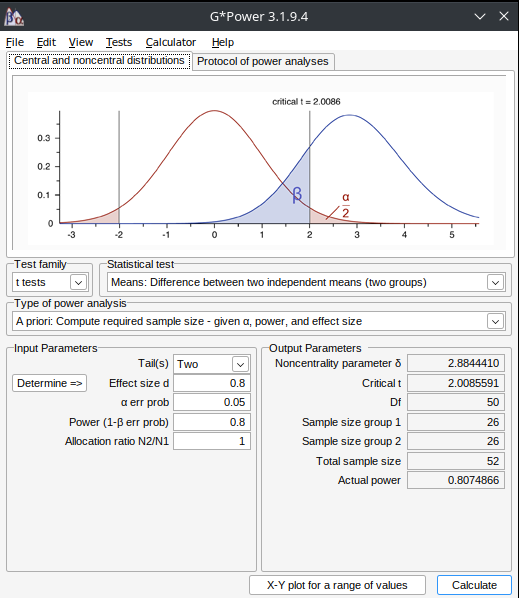 G*Power 3.1.9.4
File Edit View Tests Calculator Help
Central and noncentral distributions Protocol of power analyses
critical t = 2.0086
0.3
0.2
0.1
0
β
α
2
-3 -2 -1 0 1 2 3 4 5
Test family
t tests
Statistical test
Means: Difference between two independent means (two groups)
Type of power analysis
A priori: Compute required sample size - given α, power, and effect size
Input Parameters
Tail(s) Two
Determine => Effect size d 0.8
α err prob 0.05
Power (1-β err prob) 0.8
Allocation ratio N2/N1 1
Output Parameters
Noncentrality parameter δ 2.8844410
Critical t 2.0085591
Df 50
Sample size group 1 26
Sample size group 2 26
Total sample size 52
Actual power 0.8074866
X-Y plot for a range of values Calculate